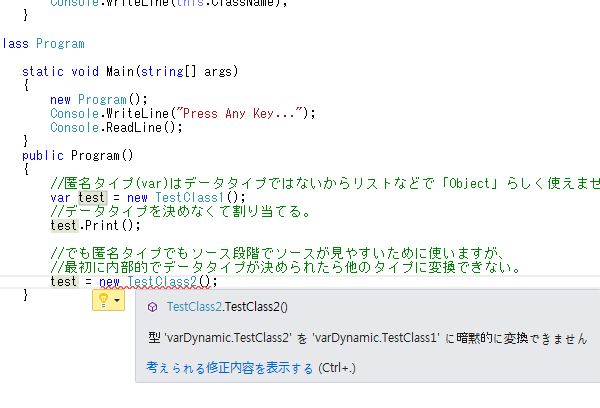 Console.WriteLine(this.ClassName);
}
lass Program
static void Main(string[] args)
{
new Program();
Console.WriteLine("Press Any Key...");
Console.ReadLine();
}
public Program()
{
//匿名タイプ(var)はデータタイプではないからリストなどで「Object」らしく使えませ
var test = new TestClass1();
//データタイプを決めなくて割り当てる。
test.Print();
//でも匿名タイプでもソース段階でソースが見やすいために使いますが、
//最初に内部的でデータタイプが決められたら他のタイプに変換できない。
test = new TestClass2();
}
TestClass2.TestClass2()
型 'varDynamic.TestClass2' を 'varDynamic.TestClass1' に暗黙的に変換できません
考えられる修正内容を表示する (Ctrl+.)